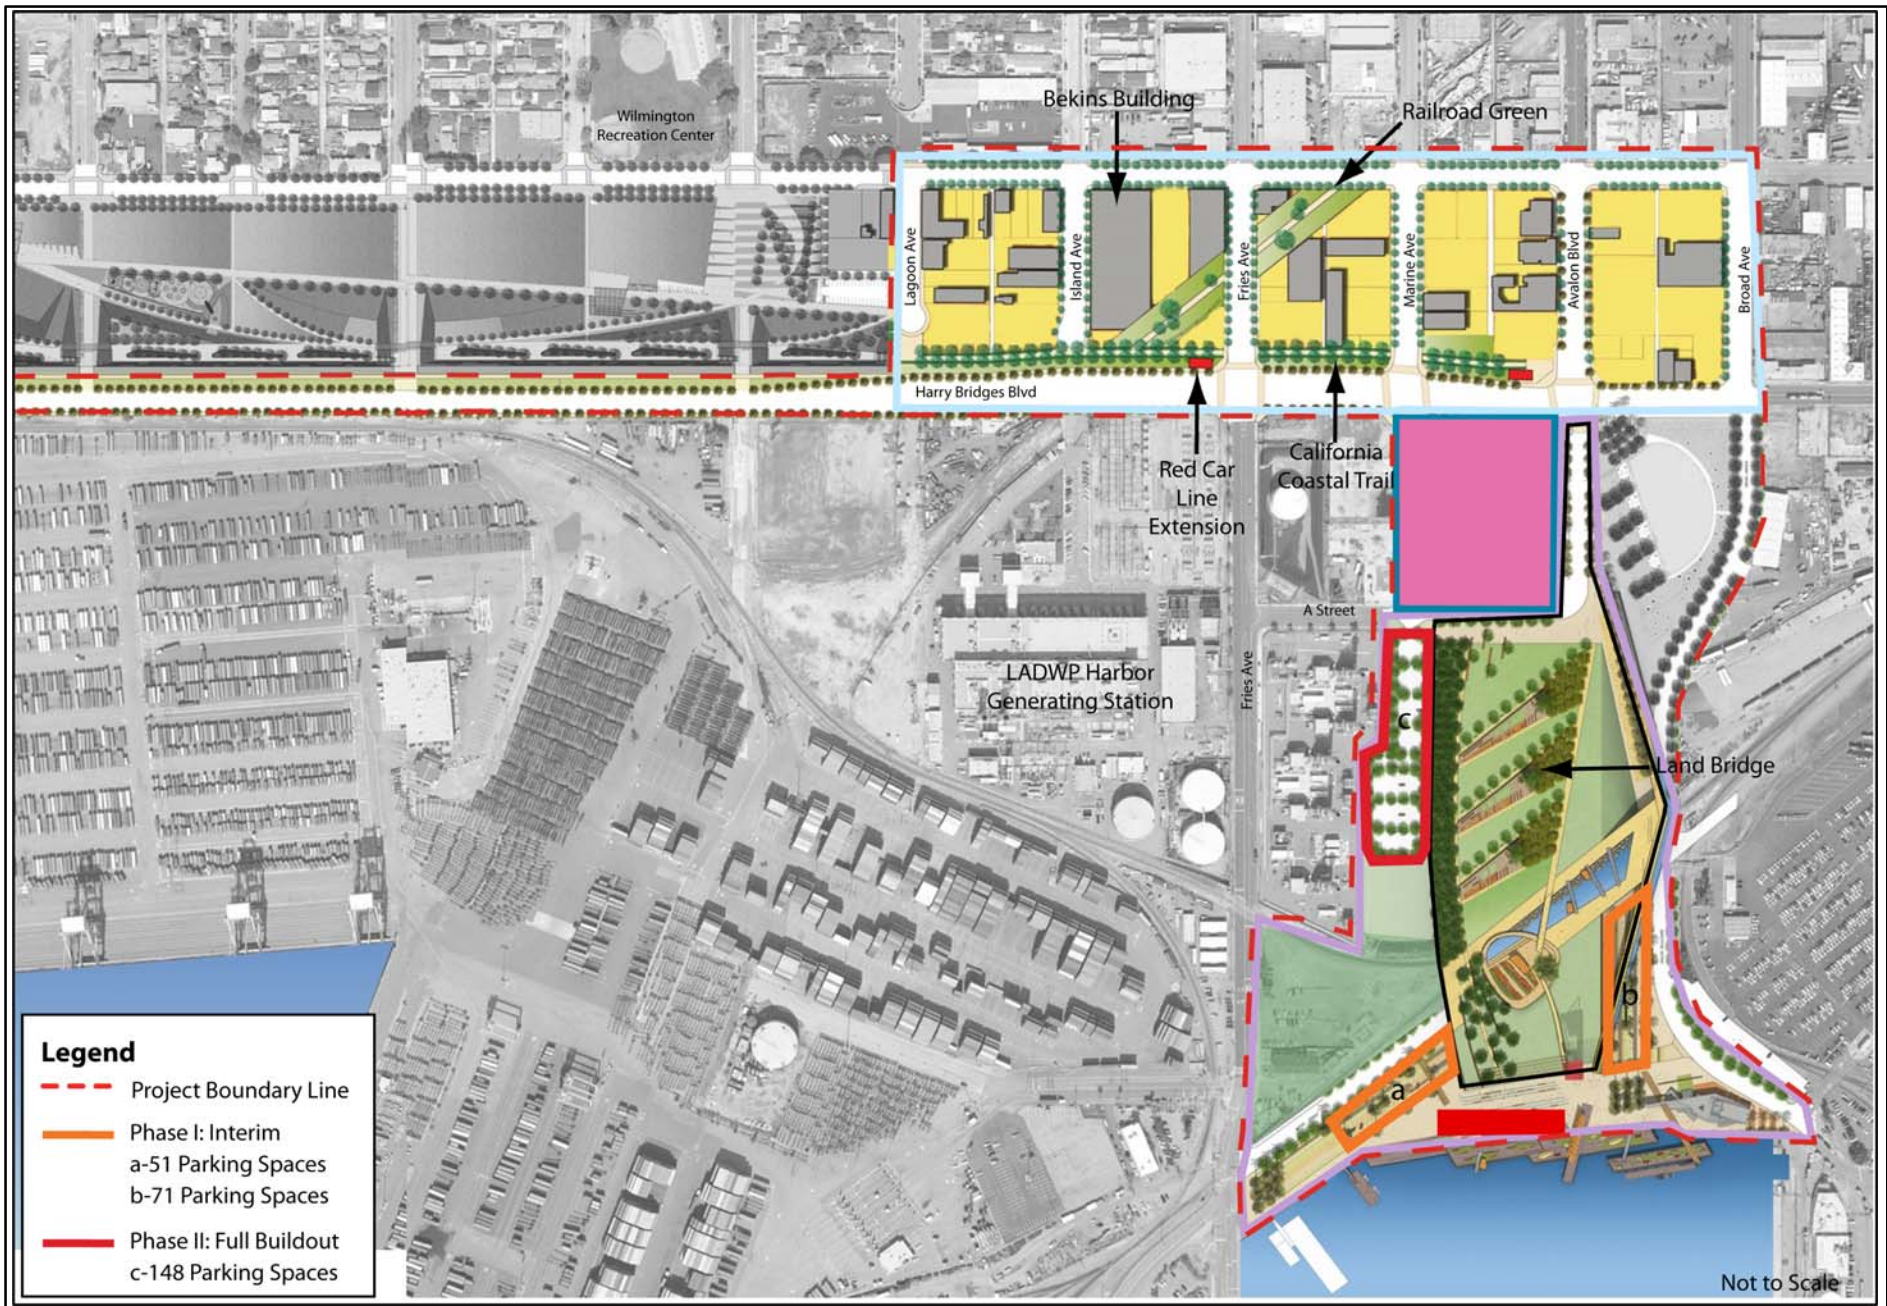 Wilmington
Recreation Center
Bekins Building
Railroad Green
Lagoon Ave
Island Ave
Fries Ave
Marine Ave
Avalon Blvd
Broad Ave
Harry Bridges Blvd
Red Car
Line
Extension
California
Coastal Trail
A Street
LADWP Harbor
Generating Station
Fries Ave
c
Land Bridge
b
a
Legend
Project Boundary Line
Phase I: Interim
a-51 Parking Spaces
b-71 Parking Spaces
Phase II: Full Buildout
c-148 Parking Spaces
Not to Scale